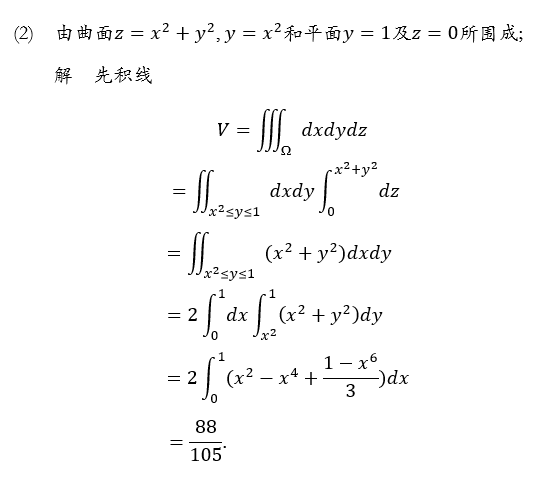 (2) 由曲面z = x² + y², y = x²和平面y = 1及z = 0所围成;
解 先积线
V = ∭_Ω dxdydz
= ∬_{x²≤y≤1} dxdy ∫_0^{x²+y²} dz
= ∬_{x²≤y≤1} (x² + y²)dxdy
= 2∫_0^1 dx ∫_{x²}^1 (x² + y²)dy
= 2∫_0^1 (x² − x⁴ + \frac{1 − x⁶}{3})dx
= \frac{88}{105}.